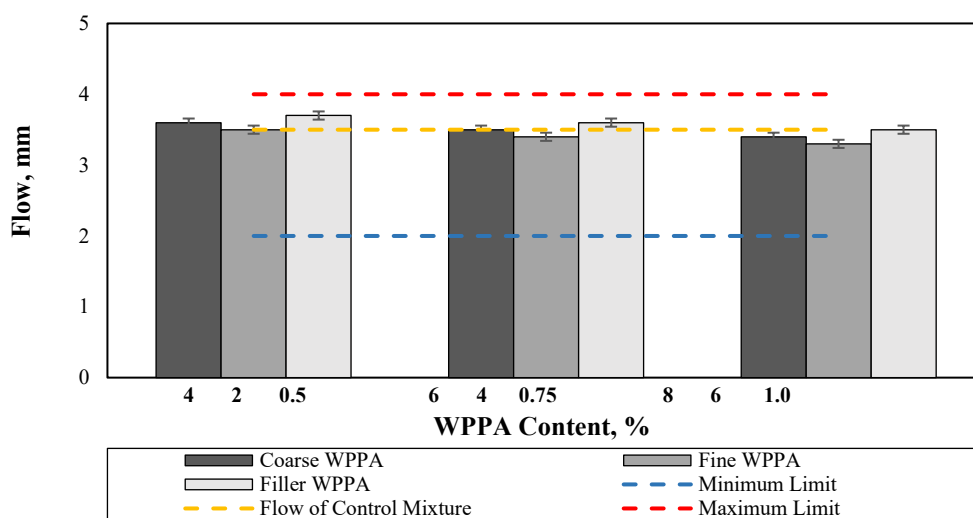 5
4
3
2
1
0
Flow, mm
4 2 0.5 6 4 0.75 8 6 1.0
WPPA Content, %
Coarse WPPA Fine WPPA
Filler WPPA Minimum Limit
Flow of Control Mixture Maximum Limit